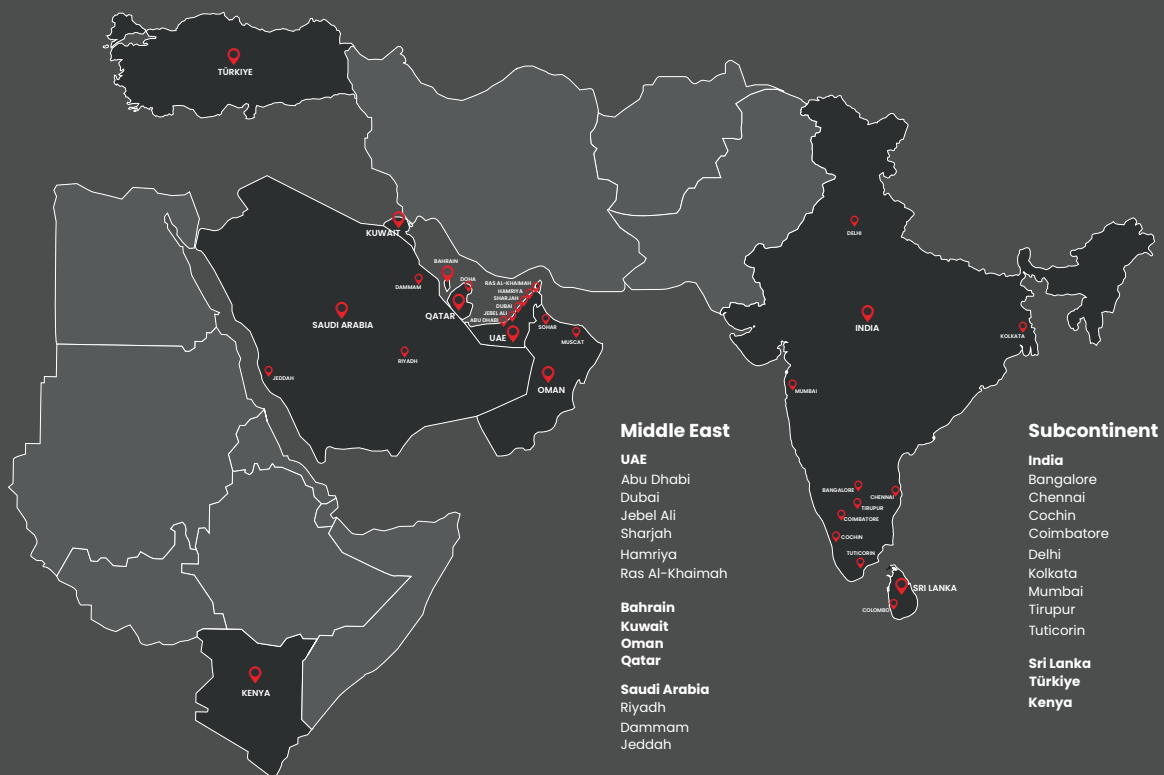 TÜRKIYE
KUWAIT
BAHRAIN
DOHA
DAMMAM
QATAR
RAS AL-KHAIMAH
HAMRIYA
SHARJAH
DUBAI
JEBEL ALI
ABU DHABI
UAE
SOHAR
MUSCAT
SAUDI ARABIA
RIYADH
JEDDAH
OMAN
DELHI
INDIA
KOLKATA
MUMBAI
BANGALORE
CHENNAI
TIRUPUR
COIMBATORE
COCHIN
TUTICORIN
SRI LANKA
COLOMBO
KENYA
Middle East
UAE
Abu Dhabi
Dubai
Jebel Ali
Sharjah
Hamriya
Ras Al-Khaimah
Bahrain
Kuwait
Oman
Qatar
Saudi Arabia
Riyadh
Dammam
Jeddah
Subcontinent
India
Bangalore
Chennai
Cochin
Coimbatore
Delhi
Kolkata
Mumbai
Tirupur
Tuticorin
Sri Lanka
Türkiye
Kenya